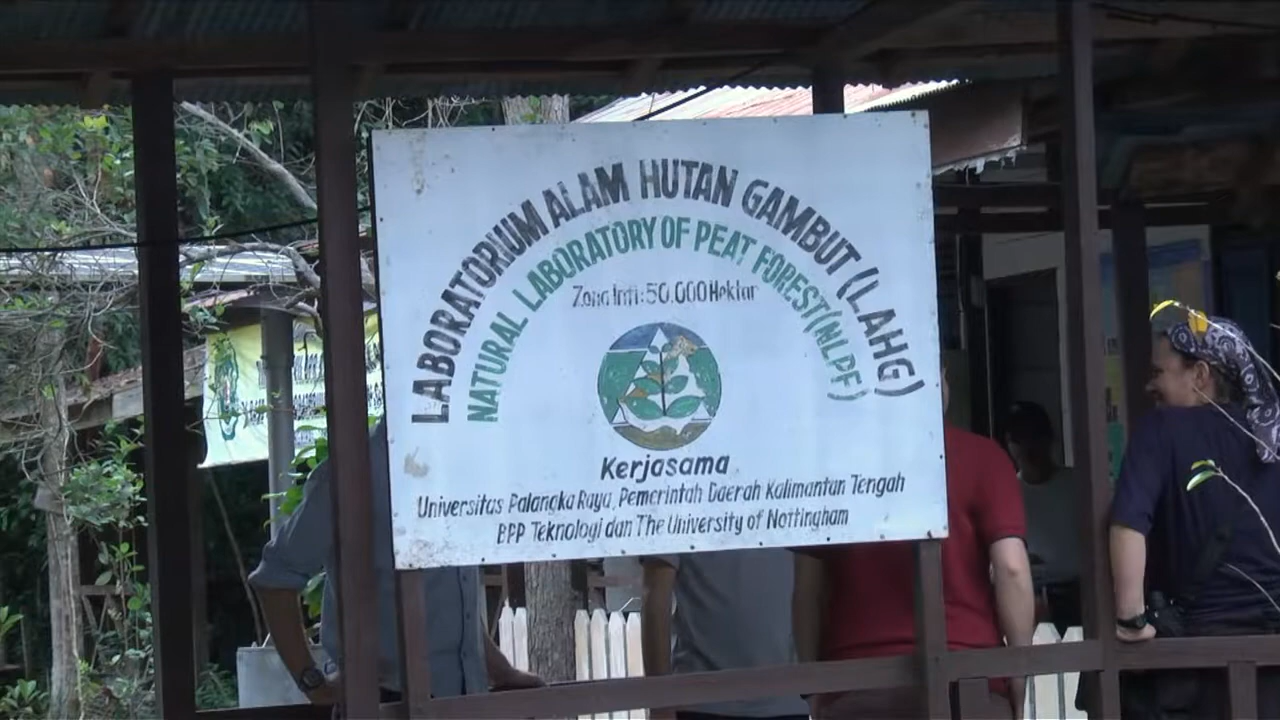 LABORATORIUM ALAM HUTAN GAMBUT (LAHG)
NATURAL LABORATORY OF PEAT FOREST (NLPF)
Zona Inti : 50.000 Hektar
Kerjasama
Universitas Palangka Raya, Pemerintah Daerah Kalimantan Tengah
BPP Teknologi dan The University of Nottingham